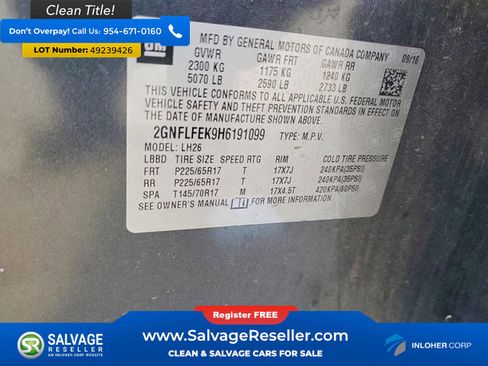 Clean Title!
Don't Overpay! Call Us: 954-671-0160
Lot Number: 49239426
GM
MFD BY GENERAL MOTORS OF CANADA COMPANY
GVWR GAWR FRT GAWR RR 09/16
2300 KG 1175 KG 1240 KG
5070 LB 2590 LB 2733 LB
THIS VEHICLE CONFORMS TO ALL APPLICABLE U.S. FEDERAL MOTOR
VEHICLE SAFETY AND THEFT PREVENTION STANDARDS IN EFFECT ON
THE DATE OF MANUFACTURE SHOWN ABOVE.
2GNFLFEK9H6191099 TYPE: M.P.V.
MODEL: LH26
LBBD TIRE SIZE SPEED RTG RIM COLD TIRE PRESSURE
FRT P225/65R17 T 17X7J 240KPA(35PSI)
RR P225/65R17 T 17X7J 240KPA(35PSI)
SPA T145/70R17 M 17X4.5T 420KPA(60PSI)
SEE OWNER'S MANUAL FOR MORE INFORMATION.
Register FREE!
SALVAGE
RESELLER
AN INLOHER CORP WEBSITE
www.SalvageReseller.com
CLEAN & SALVAGE CARS FOR SALE
INLOHER CORP